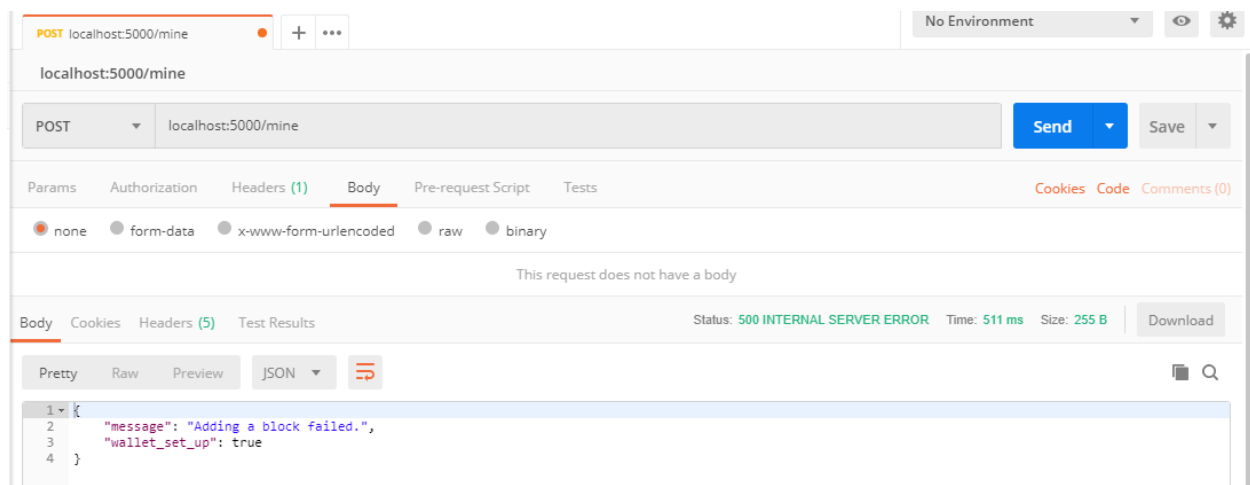 POST localhost:5000/mine
No Environment
localhost:5000/mine
POST localhost:5000/mine Send Save
Params Authorization Headers (1) Body Pre-request Script Tests Cookies Code Comments (0)
none form-data x-www-form-urlencoded raw binary
This request does not have a body
Body Cookies Headers (5) Test Results Status: 500 INTERNAL SERVER ERROR Time: 511 ms Size: 255 B Download
Pretty Raw Preview JSON
1 {
2 "message": "Adding a block failed.",
3 "wallet_set_up": true
4 }